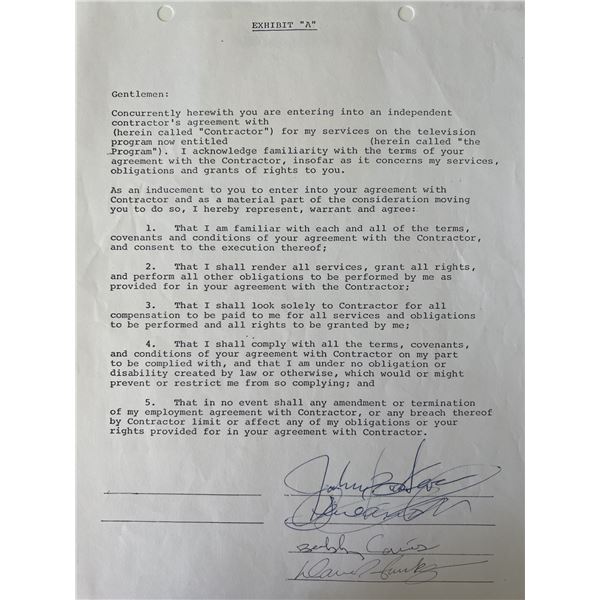 EXHIBIT "A"
Gentlemen:
Concurrently herewith you are entering into an independent
contractor's agreement with
(herein called "Contractor") for my services on the television
program now entitled (herein called "the
Program"). I acknowledge familiarity with the terms of your
agreement with the Contractor, insofar as it concerns my services,
obligations and grants of rights to you.
As an inducement to you to enter into your agreement with
Contractor and as a material part of the consideration moving
you to do so, I hereby represent, warrant and agree:
1. That I am familiar with each and all of the terms,
covenants and conditions of your agreement with the Contractor,
and consent to the execution thereof;
2. That I shall render all services, grant all rights,
and perform all other obligations to be performed by me as
provided for in your agreement with the Contractor;
3. That I shall look solely to Contractor for all
compensation to be paid to me for all services and obligations
to be performed and all rights to be granted by me;
4. That I shall comply with all the terms, covenants,
and conditions of your agreement with Contractor on my part
to be complied with, and that I am under no obligation or
disability created by law or otherwise, which would or might
prevent or restrict me from so complying; and
5. That in no event shall any amendment or termination
of my employment agreement with Contractor, or any breach thereof
by Contractor limit or affect any of my obligations or your
rights provided for in your agreement with Contractor.